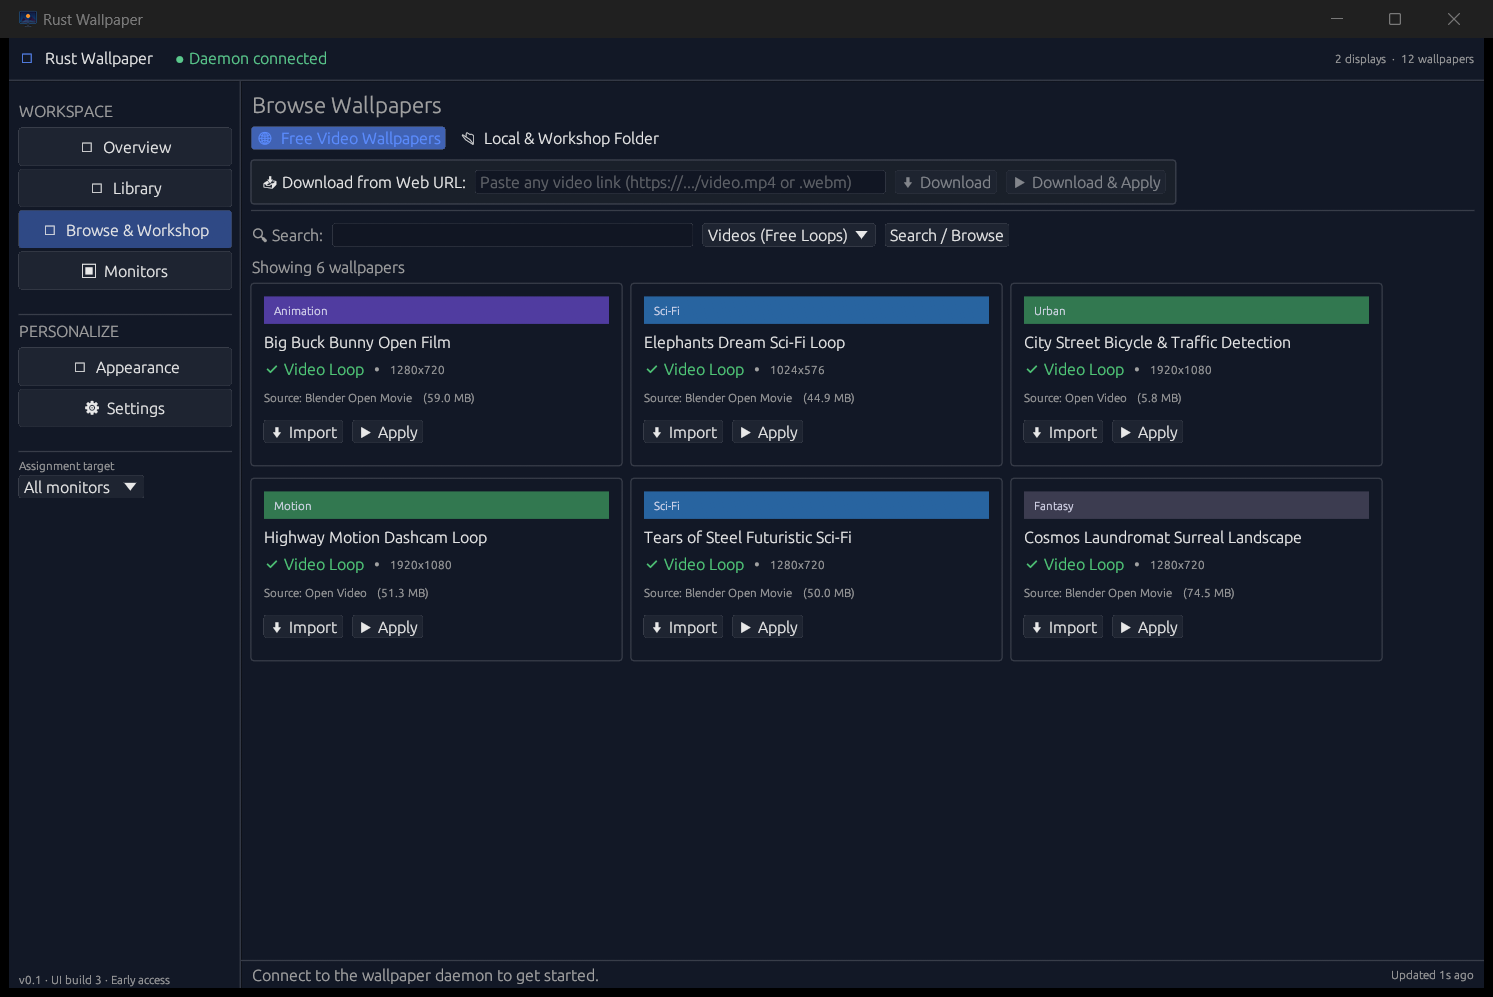 Rust Wallpaper
Rust Wallpaper
Daemon connected
2 displays · 12 wallpapers
WORKSPACE
Overview
Library
Browse & Workshop
Monitors
PERSONALIZE
Appearance
Settings
Assignment target
All monitors
v0.1 · UI build 3 · Early access
Browse Wallpapers
Free Video Wallpapers
Local & Workshop Folder
Download from Web URL: Paste any video link (https://.../video.mp4 or .webm) Download Download & Apply
Search: Videos (Free Loops) Search / Browse
Showing 6 wallpapers
Animation
Big Buck Bunny Open Film
✓ Video Loop • 1280x720
Source: Blender Open Movie (59.0 MB)
Import Apply
Sci-Fi
Elephants Dream Sci-Fi Loop
✓ Video Loop • 1024x576
Source: Blender Open Movie (44.9 MB)
Import Apply
Urban
City Street Bicycle & Traffic Detection
✓ Video Loop • 1920x1080
Source: Open Video (5.8 MB)
Import Apply
Motion
Highway Motion Dashcam Loop
✓ Video Loop • 1920x1080
Source: Open Video (51.3 MB)
Import Apply
Sci-Fi
Tears of Steel Futuristic Sci-Fi
✓ Video Loop • 1280x720
Source: Blender Open Movie (50.0 MB)
Import Apply
Fantasy
Cosmos Laundromat Surreal Landscape
✓ Video Loop • 1280x720
Source: Blender Open Movie (74.5 MB)
Import Apply
Connect to the wallpaper daemon to get started.
Updated 1s ago